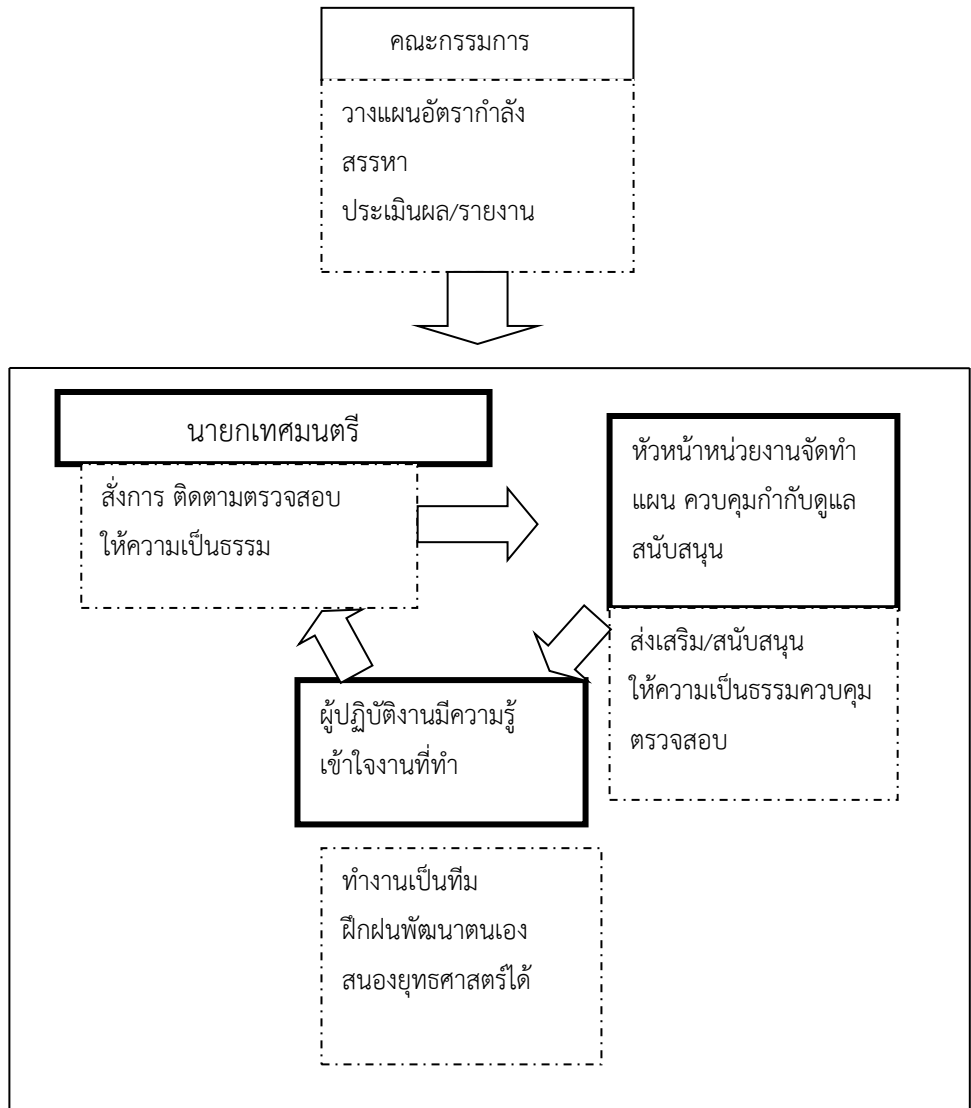 คณะกรรมการ
วางแผนอัตรากำลัง
สรรหา
ประเมินผล/รายงาน
นายกเทศมนตรี
สั่งการ ติดตามตรวจสอบ
ให้ความเป็นธรรม
หัวหน้าหน่วยงานจัดทำ
แผน ควบคุมกำกับดูแล
สนับสนุน
ส่งเสริม/สนับสนุน
ให้ความเป็นธรรมควบคุม
ตรวจสอบ
ผู้ปฏิบัติงานมีความรู้
เข้าใจงานที่ทำ
ทำงานเป็นทีม
ฝึกฝนพัฒนาตนเอง
สนองยุทธศาสตร์ได้